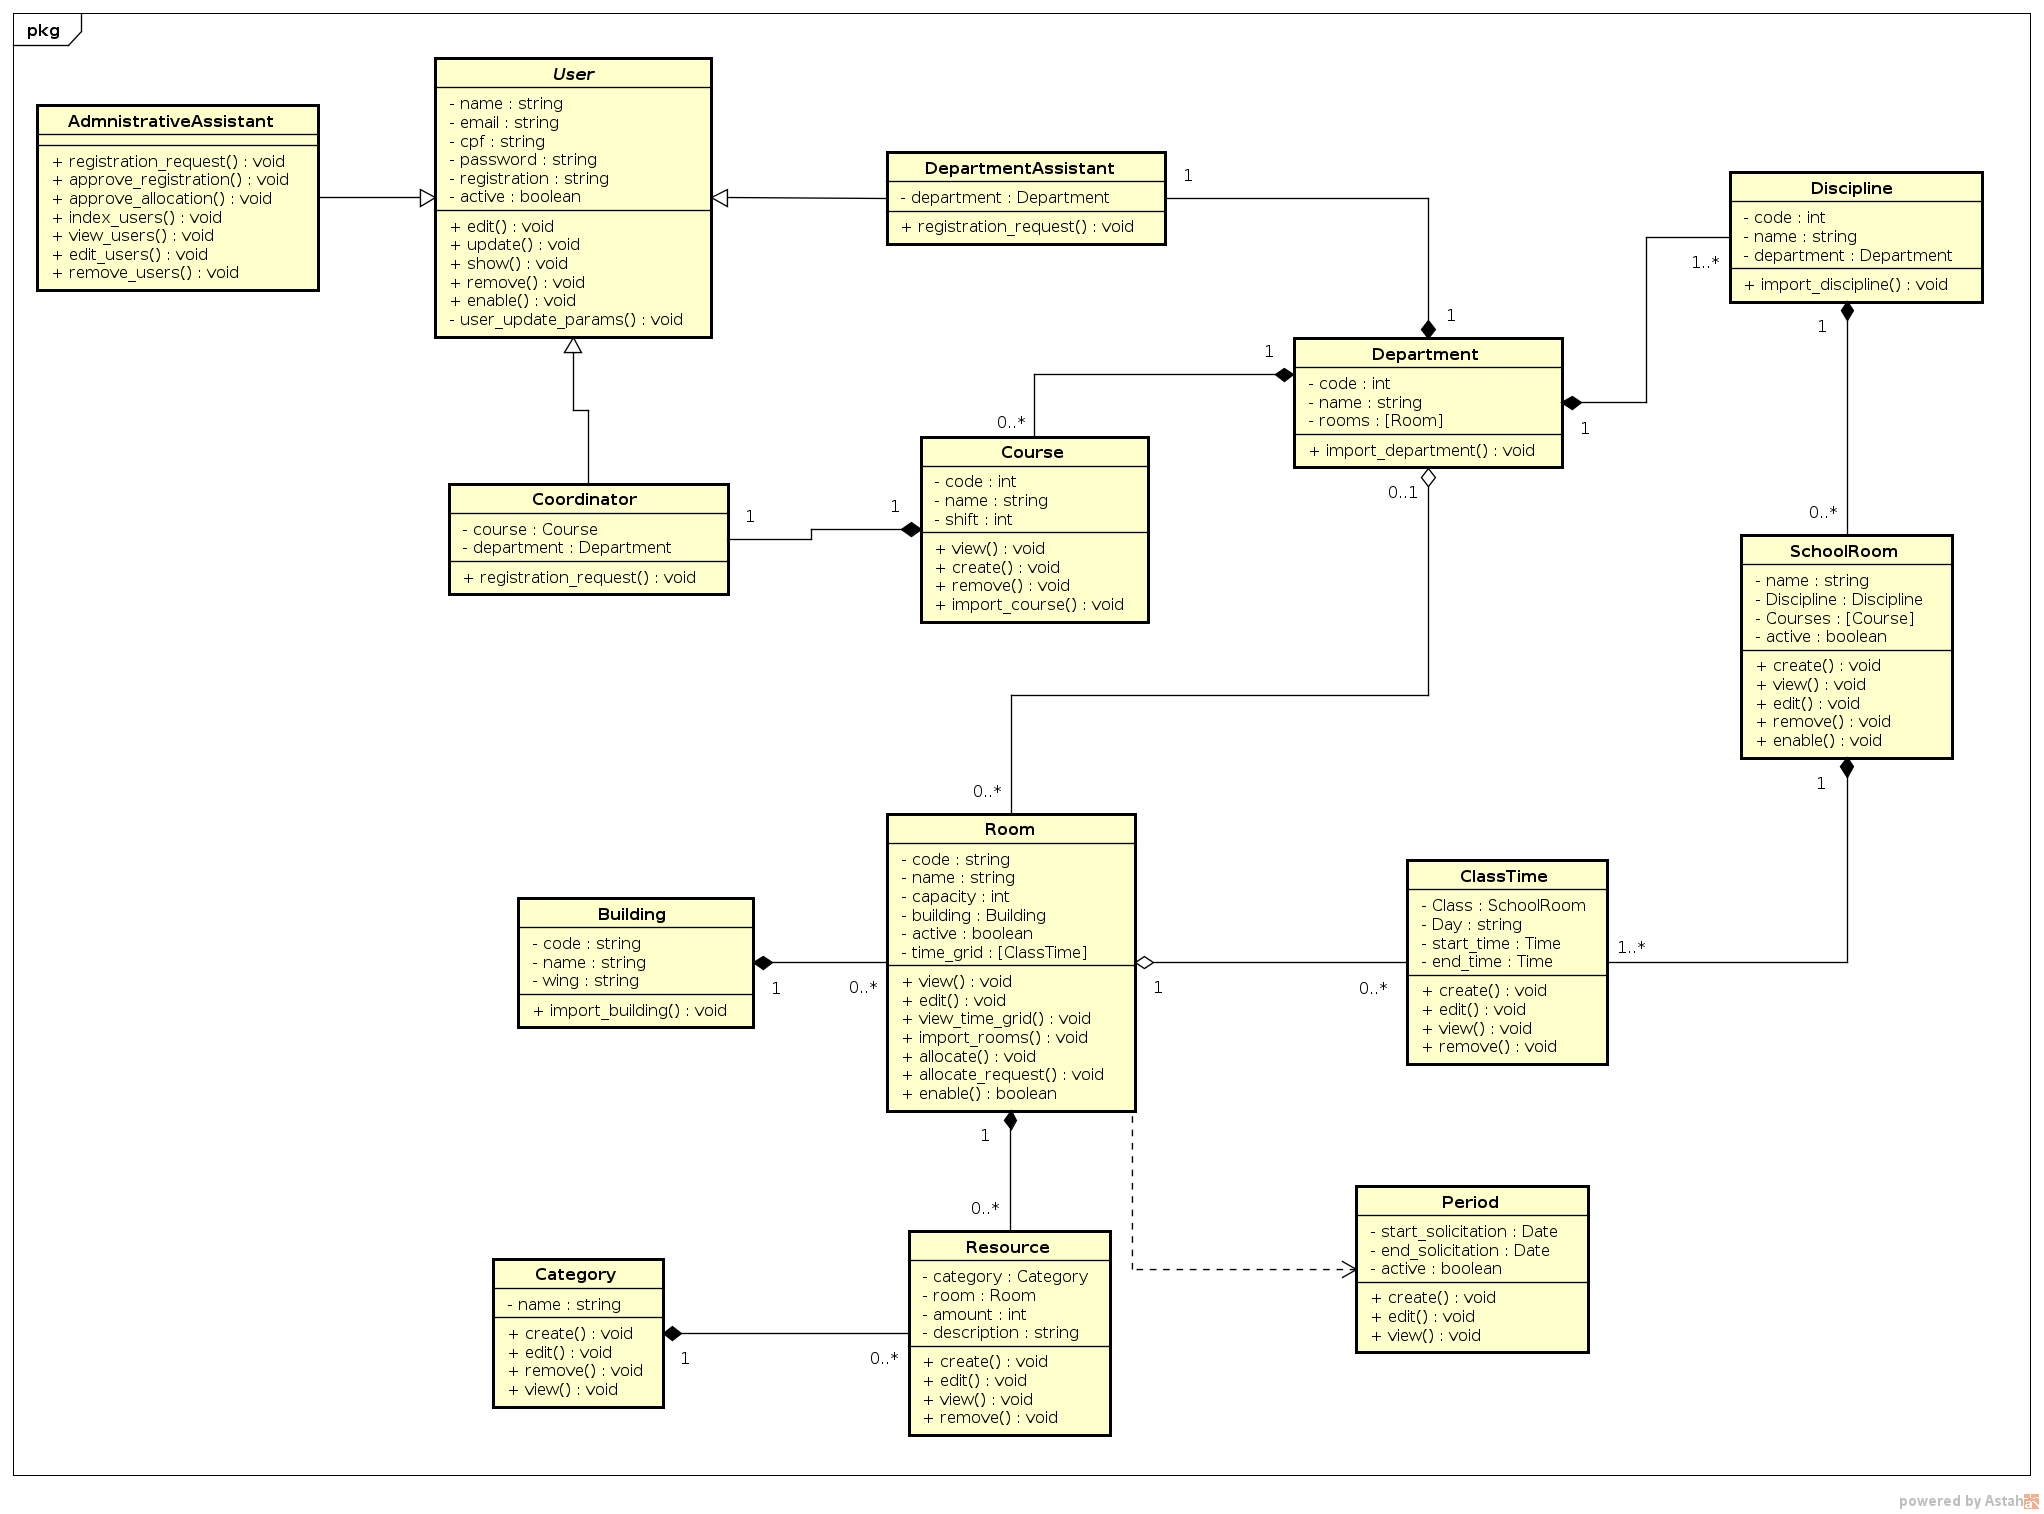 pkg
AdmnistrativeAssistant
+ registration_request() : void
+ approve_registration() : void
+ approve_allocation() : void
+ index_users() : void
+ view_users() : void
+ edit_users() : void
+ remove_users() : void
User
- name : string
- email : string
- cpf : string
- password : string
- registration : string
- active : boolean
+ edit() : void
+ update() : void
+ show() : void
+ remove() : void
+ enable() : void
- user_update_params() : void
DepartmentAssistant
- department : Department
+ registration_request() : void
1
1
Discipline
- code : int
- name : string
- department : Department
+ import_discipline() : void
1..*
1
Department
- code : int
- name : string
- rooms : [Room]
+ import_department() : void
1
1
0..1
0..*
Course
- code : int
- name : string
- shift : int
+ view() : void
+ create() : void
+ remove() : void
+ import_course() : void
1
1
Coordinator
- course : Course
- department : Department
+ registration_request() : void
0..*
SchoolRoom
- name : string
- Discipline : Discipline
- Courses : [Course]
- active : boolean
+ create() : void
+ view() : void
+ edit() : void
+ remove() : void
+ enable() : void
1
0..*
Room
- code : string
- name : string
- capacity : int
- building : Building
- active : boolean
- time_grid : [ClassTime]
+ view() : void
+ edit() : void
+ view_time_grid() : void
+ import_rooms() : void
+ allocate() : void
+ allocate_request() : void
+ enable() : boolean
Building
- code : string
- name : string
- wing : string
+ import_building() : void
1
0..*
1
0..*
ClassTime
- Class : SchoolRoom
- Day : string
- start_time : Time
- end_time : Time
+ create() : void
+ edit() : void
+ view() : void
+ remove() : void
1..*
1
0..*
Resource
- category : Category
- room : Room
- amount : int
- description : string
+ create() : void
+ edit() : void
+ view() : void
+ remove() : void
Category
- name : string
+ create() : void
+ edit() : void
+ remove() : void
+ view() : void
1
0..*
Period
- start_solicitation : Date
- end_solicitation : Date
- active : boolean
+ create() : void
+ edit() : void
+ view() : void
powered by Astah